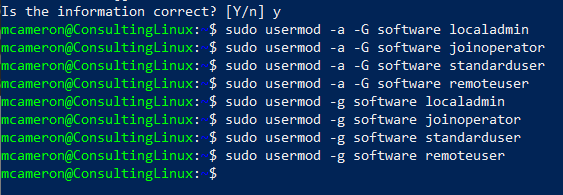 Is the information correct? [Y/n] y
mcameron@ConsultingLinux:~$ sudo usermod -a -G software localadmin
mcameron@ConsultingLinux:~$ sudo usermod -a -G software joinoperator
mcameron@ConsultingLinux:~$ sudo usermod -a -G software standarduser
mcameron@ConsultingLinux:~$ sudo usermod -a -G software remoteuser
mcameron@ConsultingLinux:~$ sudo usermod -g software localadmin
mcameron@ConsultingLinux:~$ sudo usermod -g software joinoperator
mcameron@ConsultingLinux:~$ sudo usermod -g software standarduser
mcameron@ConsultingLinux:~$ sudo usermod -g software remoteuser
mcameron@ConsultingLinux:~$